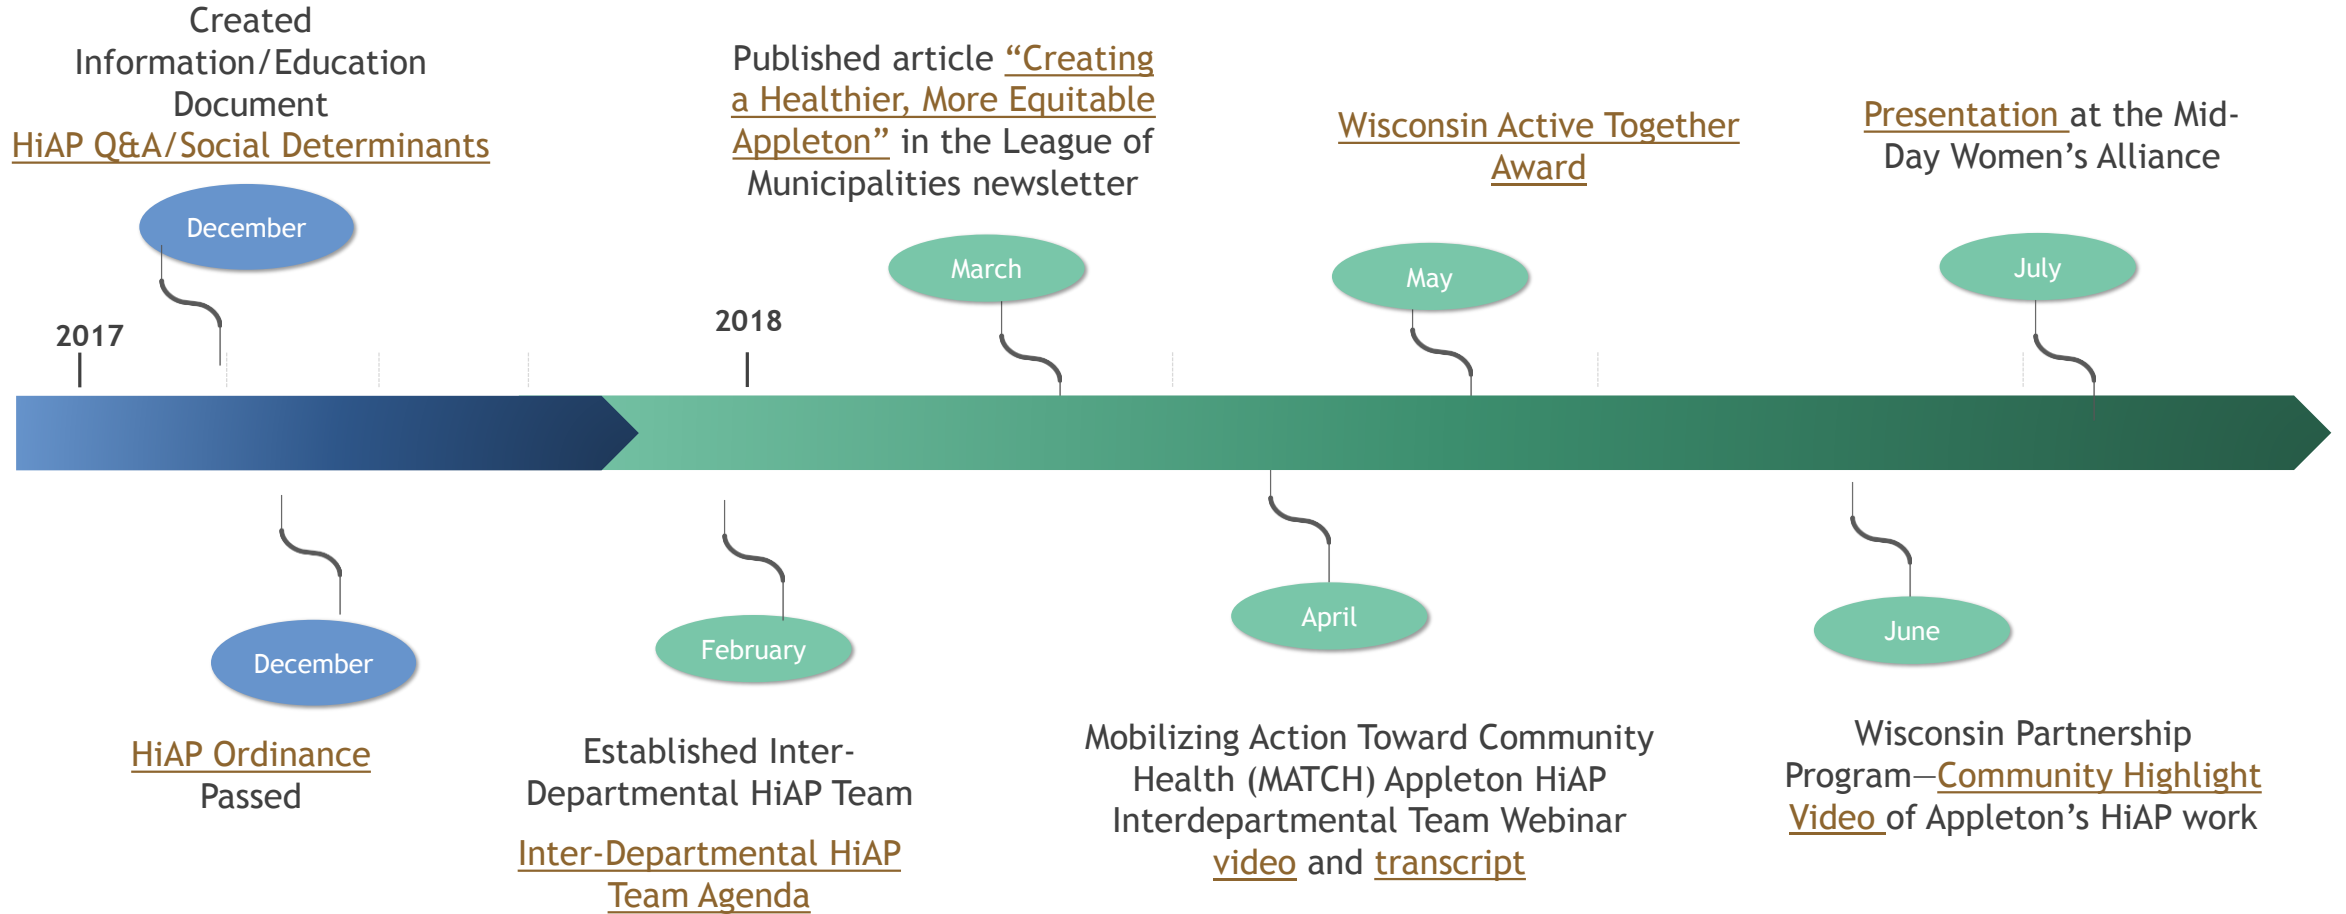 Created
Information/Education
Document
HiAP Q&A/Social Determinants
December
2017
Published article “Creating
a Healthier, More Equitable
Appleton” in the League of
Municipalities newsletter
March
2018
Wisconsin Active Together
Award
May
Presentation at the Mid-
Day Women’s Alliance
July
December
HiAP Ordinance
Passed
February
Established Inter-
Departmental HiAP Team
Inter-Departmental HiAP
Team Agenda
April
Mobilizing Action Toward Community
Health (MATCH) Appleton HiAP
Interdepartmental Team Webinar
video and transcript
June
Wisconsin Partnership
Program—Community Highlight
Video of Appleton’s HiAP work